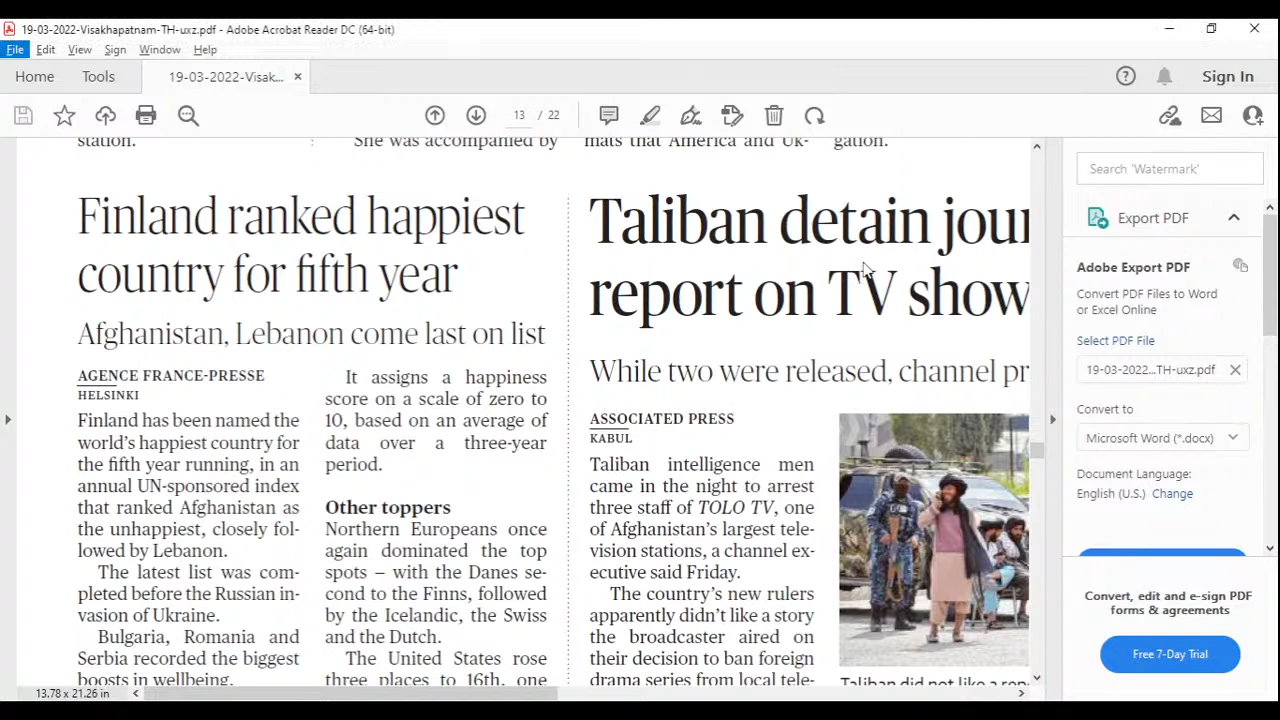 19-03-2022-Visakhapatnam-TH-uxz.pdf - Adobe Acrobat Reader DC (64-bit)
File Edit View Sign Window Help
Home Tools 19-03-2022-Visak... Sign In
13 / 22
station.
She was accompanied by
mats that America and Uk-
gation.
Finland ranked happiest
country for fifth year
Afghanistan, Lebanon come last on list
AGENCE FRANCE-PRESSE
HELSINKI
Finland has been named the
world's happiest country for
the fifth year running, in an
annual UN-sponsored index
that ranked Afghanistan as
the unhappiest, closely fol-
lowed by Lebanon.
The latest list was com-
pleted before the Russian in-
vasion of Ukraine.
Bulgaria, Romania and
Serbia recorded the biggest
boosts in wellbeing.
It assigns a happiness
score on a scale of zero to
10, based on an average of
data over a three-year
period.
Other toppers
Northern Europeans once
again dominated the top
spots – with the Danes se-
cond to the Finns, followed
by the Icelandic, the Swiss
and the Dutch.
The United States rose
three places to 16th, one
Taliban detain jour
report on TV show
While two were released, channel pr
ASSOCIATED PRESS
KABUL
Taliban intelligence men
came in the night to arrest
three staff of TOLO TV, one
of Afghanistan's largest tele-
vision stations, a channel ex-
ecutive said Friday.
The country's new rulers
apparently didn't like a story
the broadcaster aired on
their decision to ban foreign
drama series from local tele-
Taliban did not like a rep
Search 'Watermark'
Export PDF
Adobe Export PDF
Convert PDF Files to Word
or Excel Online
Select PDF File
19-03-2022...TH-uxz.pdf
Convert to
Microsoft Word (*.docx)
Document Language:
English (U.S.) Change
Convert, edit and e-sign PDF
forms & agreements
Free 7-Day Trial
13.78 x 21.26 in